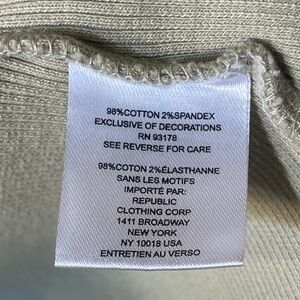 98%COTTON 2%SPANDEX
EXCLUSIVE OF DECORATIONS
RN 93178
SEE REVERSE FOR CARE
98%COTON 2%ÉLASTHANNE
SANS LES MOTIFS
IMPORTÉ PAR:
REPUBLIC
CLOTHING CORP
1411 BROADWAY
NEW YORK
NY 10018 USA
ENTRETIEN AU VERSO